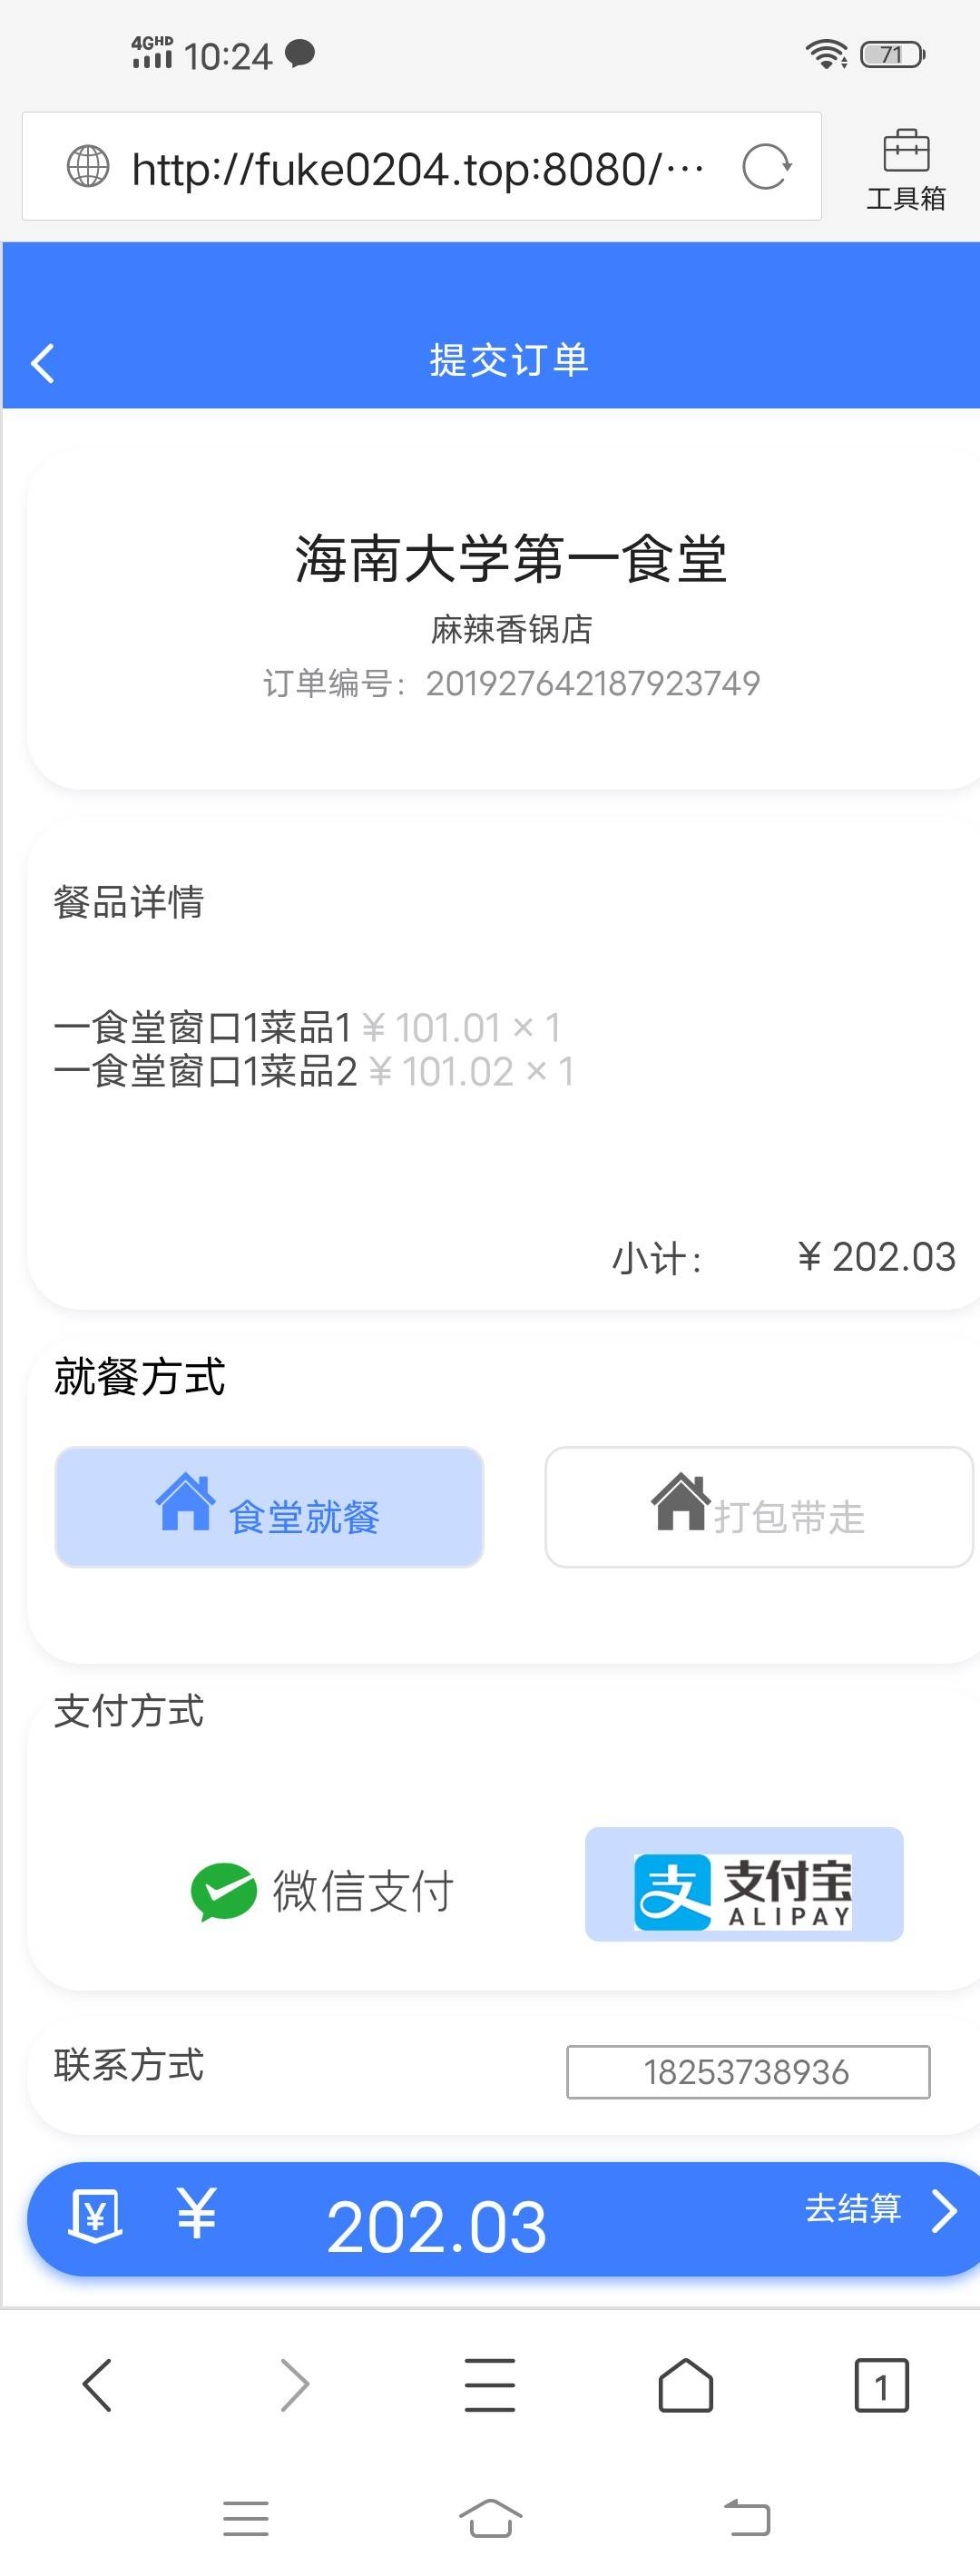 4GHD 10:24 71
http://fuke0204.top:8080/…
工具箱
提交订单
海南大学第一食堂
麻辣香锅店
订单编号：201927642187923749
餐品详情
一食堂窗口1菜品1 ¥ 101.01 × 1
一食堂窗口1菜品2 ¥ 101.02 × 1
小计： ¥ 202.03
就餐方式
食堂就餐 打包带走
支付方式
微信支付 支 支付宝
ALIPAY
联系方式 18253738936
¥ ¥ 202.03 去结算
1